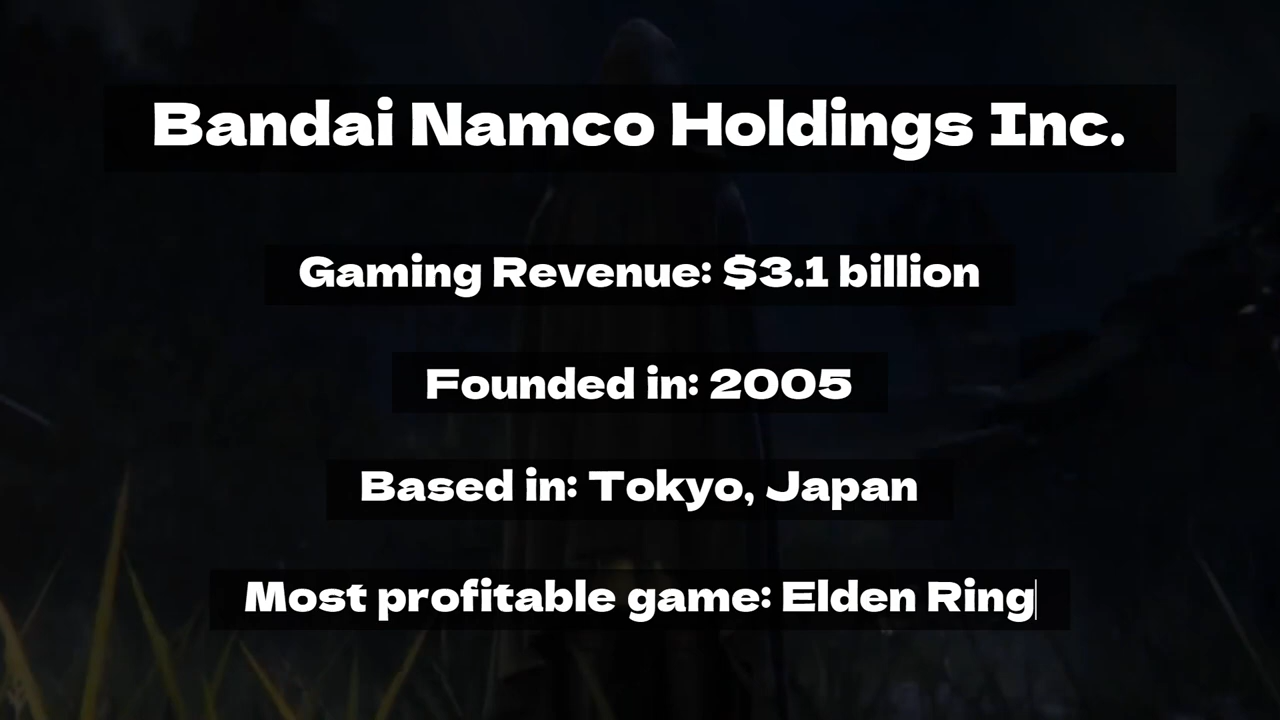 Bandai Namco Holdings Inc.
Gaming Revenue: $3.1 billion
Founded in: 2005
Based in: Tokyo, Japan
Most profitable game: Elden Ring